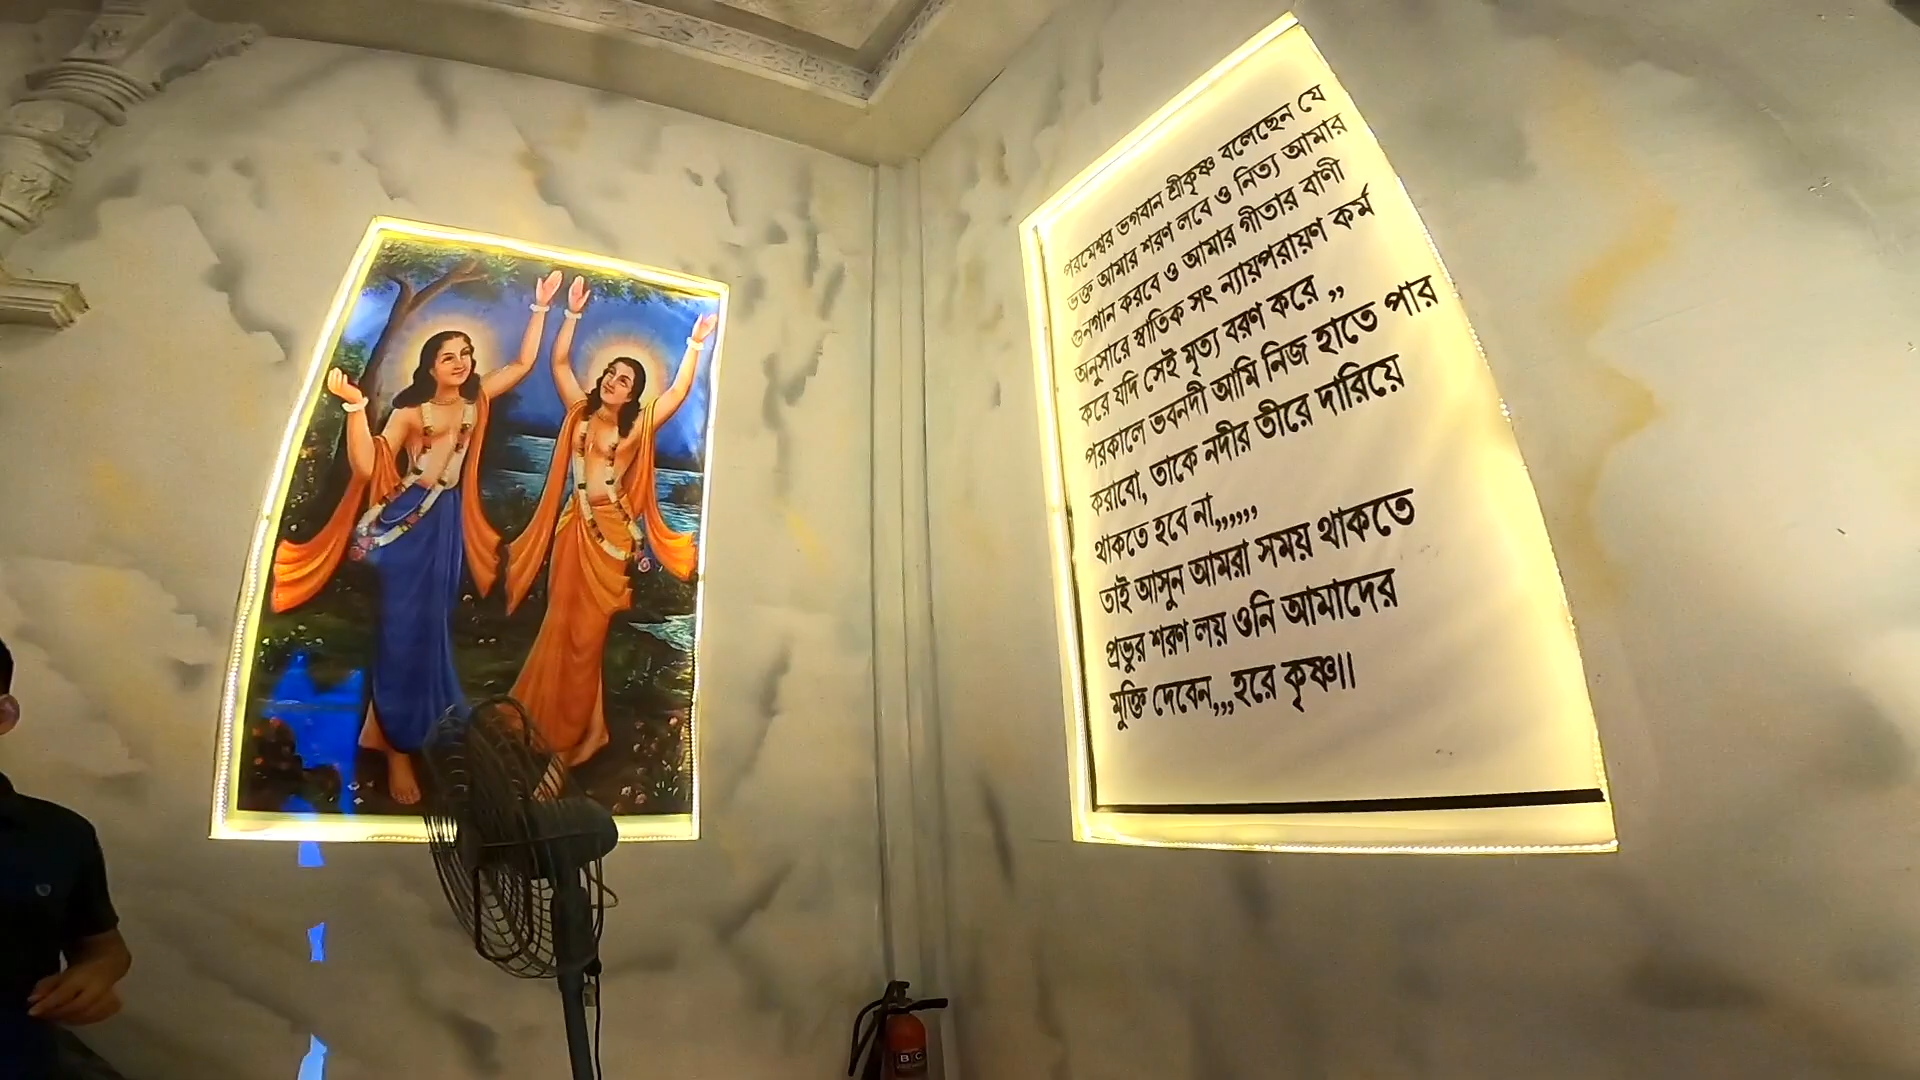 পরমেশ্বর ভগবান শ্রীকৃষ্ণ বলেছেন যে
ভক্ত আমার শরণ লবে ও নিত্য আমার
গুনগান করবে ও আমার গীতার বাণী
অনুসারে স্বাতিক সৎ ন্যায়পরায়ণ কর্ম
করে যদি সেই মৃত্য বরণ করে ,,
পরকালে ভবনদী আমি নিজ হাতে পার
করাবো, তাকে নদীর তীরে দারিয়ে
থাকতে হবে না,,,,,,
তাই আসুন আমরা সময় থাকতে
প্রভুর শরণ লয় ওনি আমাদের
মুক্তি দেবেন,,,হরে কৃষ্ণ।।
B C